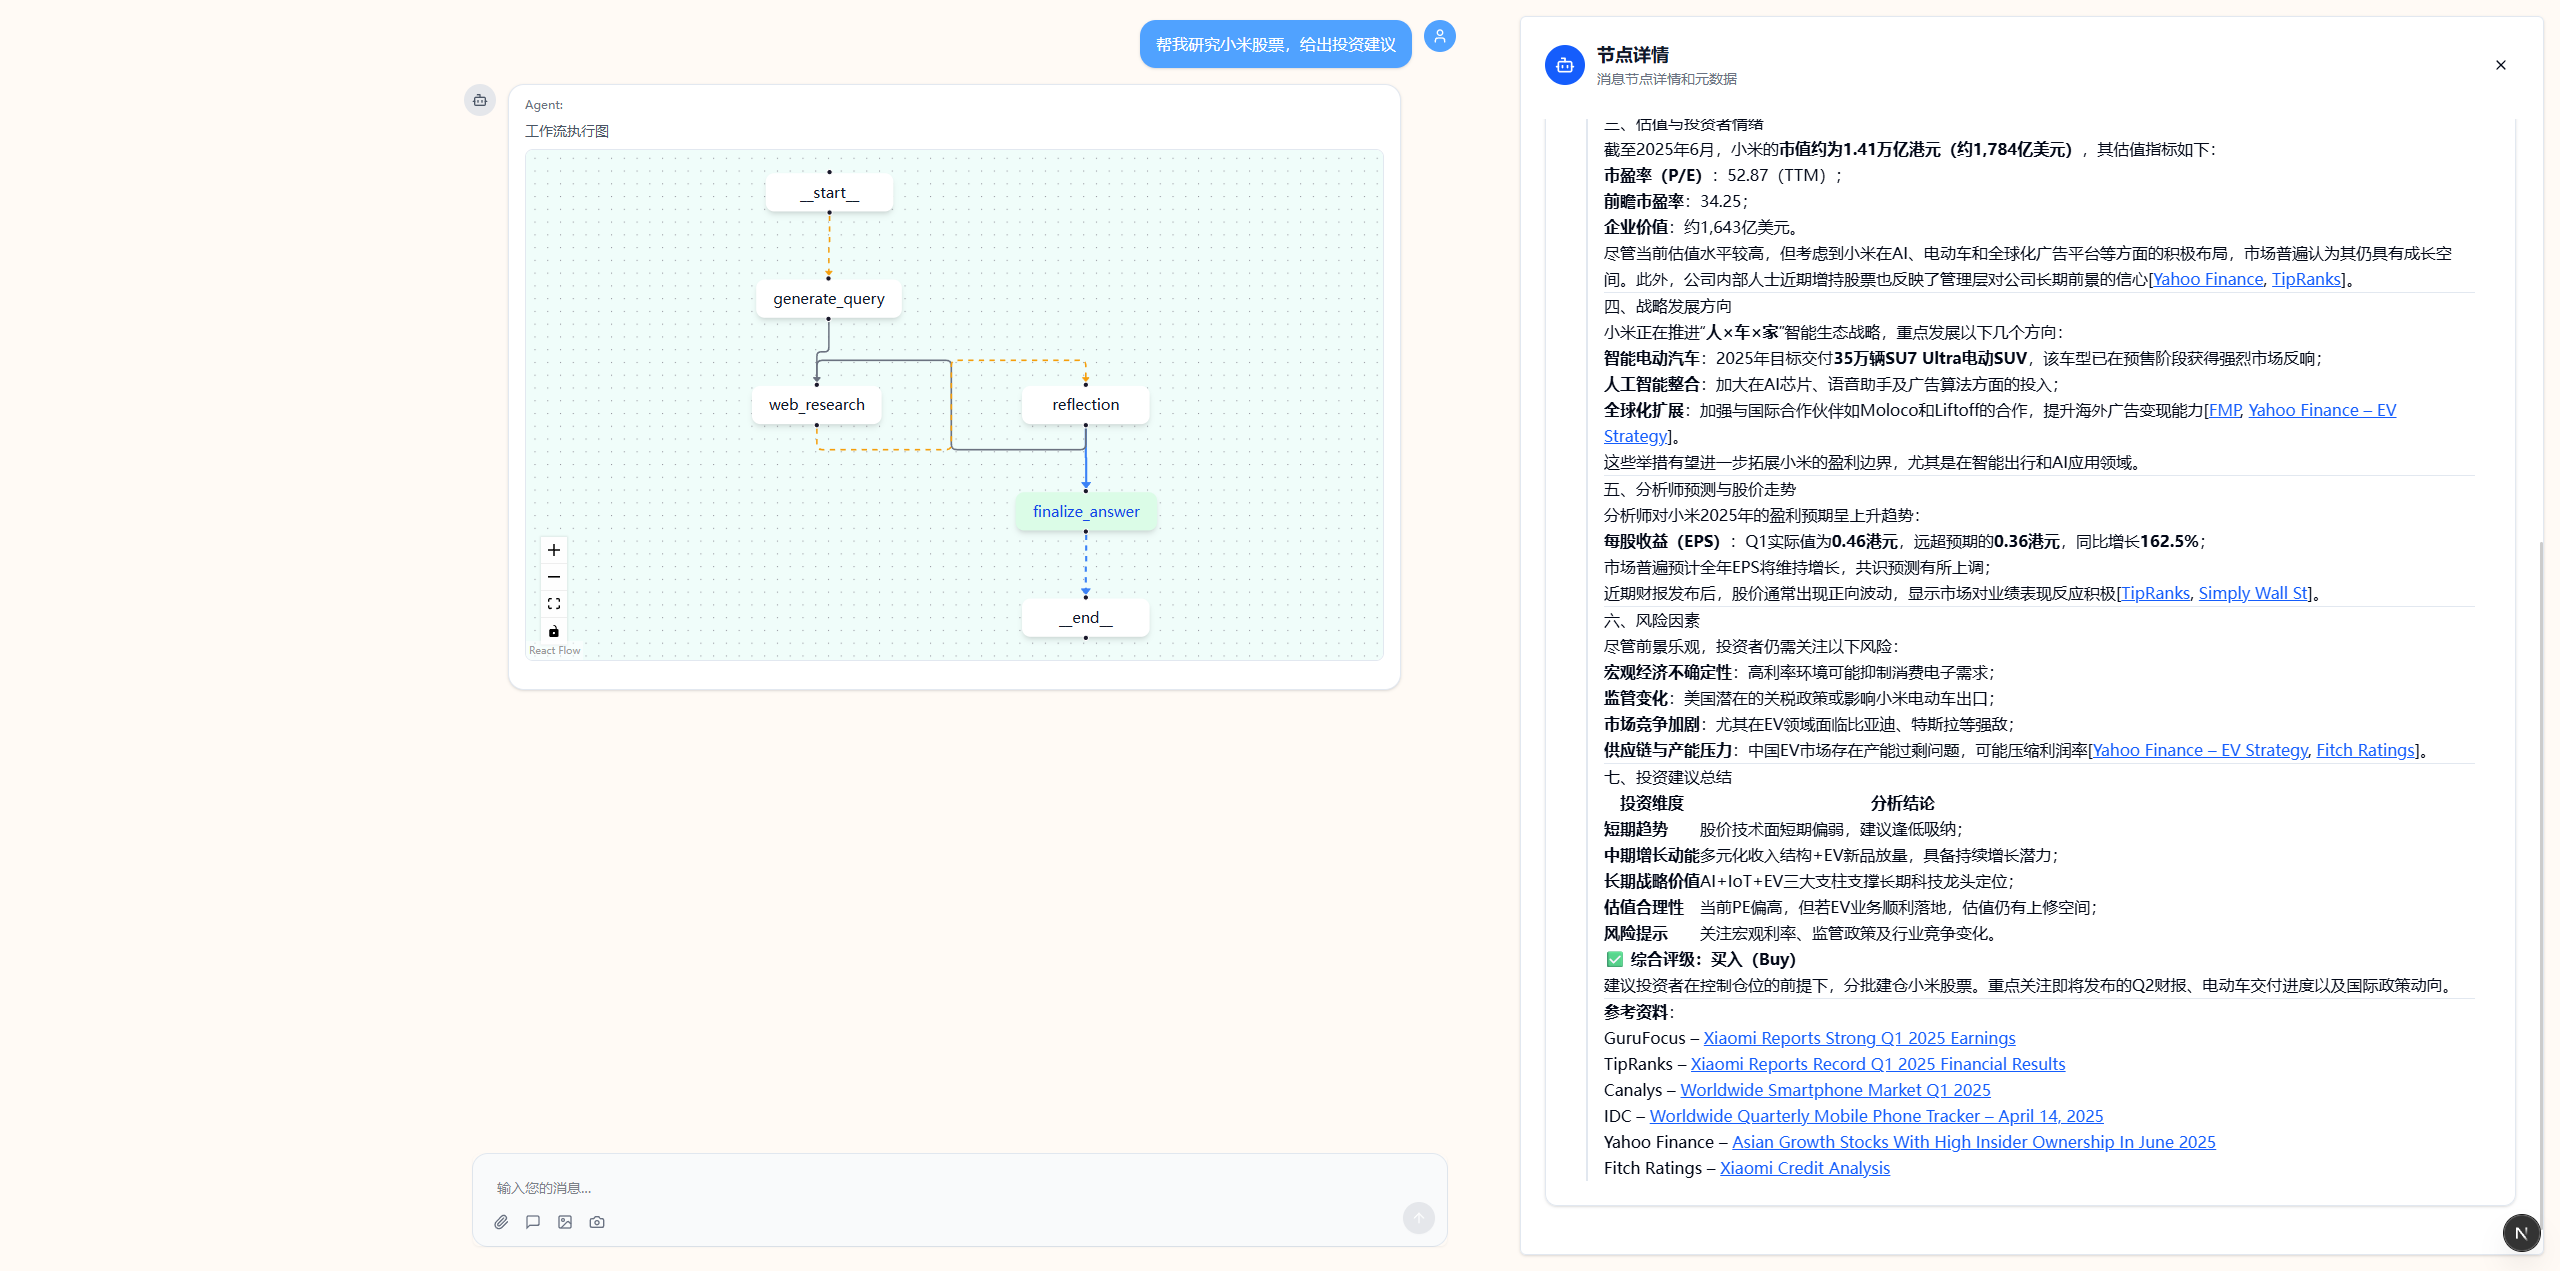 帮我研究小米股票，给出投资建议
Agent:
工作流执行图
__start__
generate_query
web_research
reflection
finalize_answer
__end__
React Flow
输入您的消息...
节点详情
消息节点详情和元数据
三、估值与投资者情绪
截至2025年6月，小米的市值约为1.41万亿港元（约1,784亿美元），其估值指标如下：
市盈率（P/E）：52.87（TTM）；
前瞻市盈率：34.25；
企业价值：约1,643亿美元。
尽管当前估值水平较高，但考虑到小米在AI、电动车和全球化广告平台等方面的积极布局，市场普遍认为其仍具有成长空
间。此外，公司内部人士近期增持股票也反映了管理层对公司长期前景的信心[Yahoo Finance, TipRanks]。
四、战略发展方向
小米正在推进“人×车×家”智能生态战略，重点发展以下几个方向：
智能电动汽车：2025年目标交付35万辆SU7 Ultra电动SUV，该车型已在预售阶段获得强烈市场反响；
人工智能整合：加大在AI芯片、语音助手及广告算法方面的投入；
全球化扩展：加强与国际合作伙伴如Moloco和Liftoff的合作，提升海外广告变现能力[FMP, Yahoo Finance – EV
Strategy]。
这些举措有望进一步拓展小米的盈利边界，尤其是在智能出行和AI应用领域。
五、分析师预测与股价走势
分析师对小米2025年的盈利预期呈上升趋势：
每股收益（EPS）：Q1实际值为0.46港元，远超预期的0.36港元，同比增长162.5%；
市场普遍预计全年EPS将维持增长，共识预测有所上调；
近期财报发布后，股价通常出现正向波动，显示市场对业绩表现反应积极[TipRanks, Simply Wall St]。
六、风险因素
尽管前景乐观，投资者仍需关注以下风险：
宏观经济不确定性：高利率环境可能抑制消费电子需求；
监管变化：美国潜在的关税政策或影响小米电动车出口；
市场竞争加剧：尤其在EV领域面临比亚迪、特斯拉等强敌；
供应链与产能压力：中国EV市场存在产能过剩问题，可能压缩利润率[Yahoo Finance – EV Strategy, Fitch Ratings]。
七、投资建议总结
投资维度 分析结论
短期趋势 股价技术面短期偏弱，建议逢低吸纳；
中期增长动能 多元化收入结构+EV新品放量，具备持续增长潜力；
长期战略价值 AI+IoT+EV三大支柱支撑长期科技龙头定位；
估值合理性 当前PE偏高，但若EV业务顺利落地，估值仍有上修空间；
风险提示 关注宏观利率、监管政策及行业竞争变化。
✅ 综合评级：买入（Buy）
建议投资者在控制仓位的前提下，分批建仓小米股票。重点关注即将发布的Q2财报、电动车交付进度以及国际政策动向。
参考资料：
GuruFocus – Xiaomi Reports Strong Q1 2025 Earnings
TipRanks – Xiaomi Reports Record Q1 2025 Financial Results
Canalys – Worldwide Smartphone Market Q1 2025
IDC – Worldwide Quarterly Mobile Phone Tracker – April 14, 2025
Yahoo Finance – Asian Growth Stocks With High Insider Ownership In June 2025
Fitch Ratings – Xiaomi Credit Analysis
N